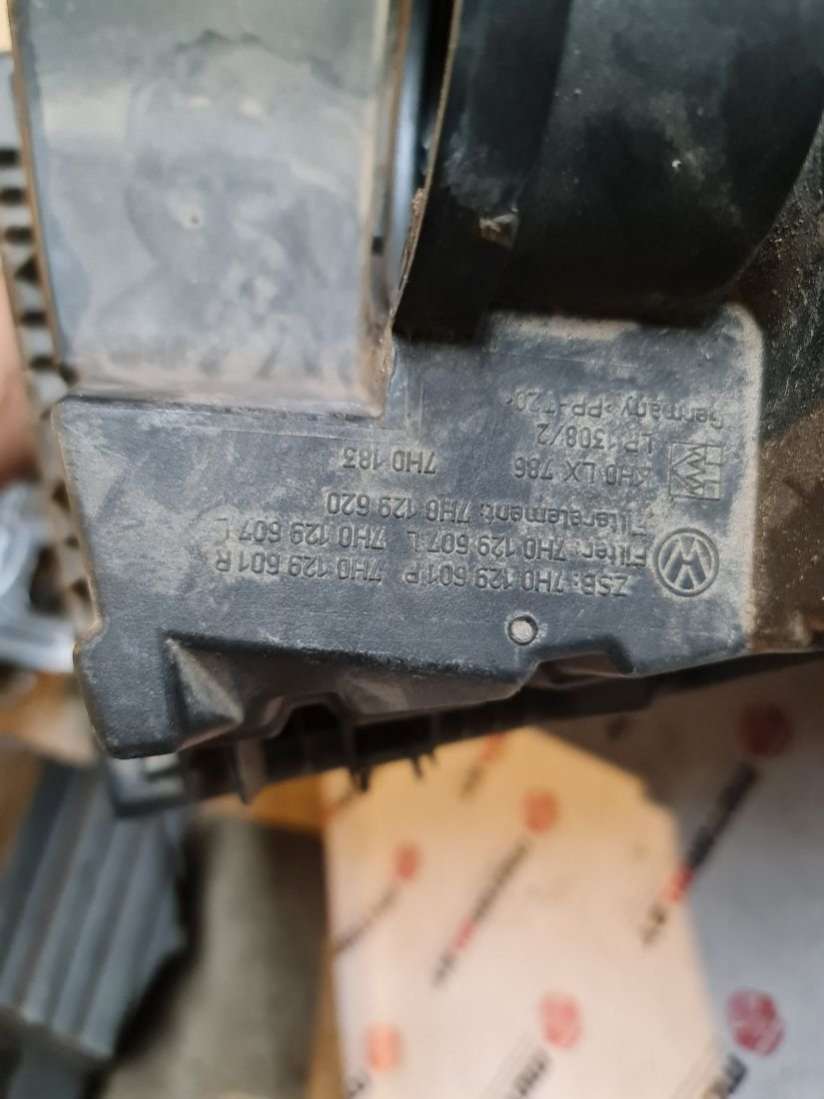 ZSB: 7H0 129 601 P 7H0 129 601 R
Filter: 7H0 129 607 L 7H0 129 607 L
Filterelement: 7H0 129 620
KH0 LX 786 7H0 183
LP 1308/2
Germany >PP-T20<